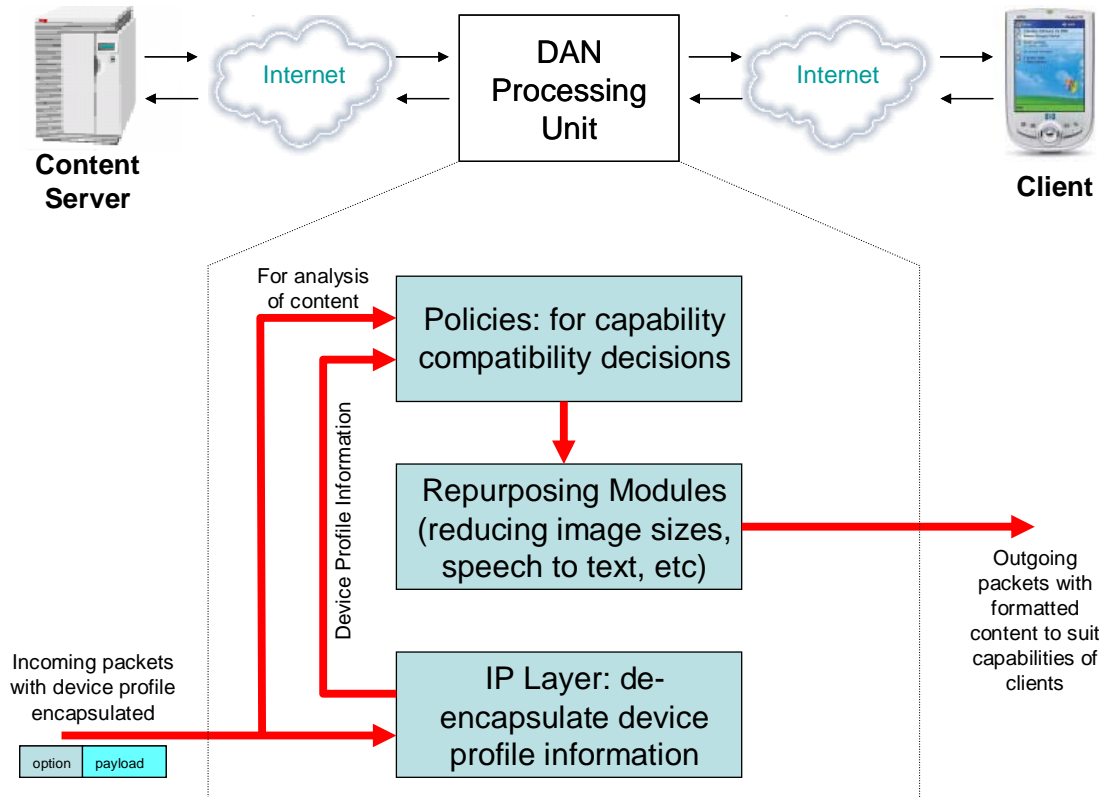 Internet
DAN
Processing
Unit
Internet
Content
Server
Client
For analysis
of content
Policies: for capability
compatibility decisions
Device Profile Information
Repurposing Modules
(reducing image sizes,
speech to text, etc)
Outgoing
packets with
formatted
content to suit
capabilities of
clients
Incoming packets
with device profile
encapsulated
IP Layer: de-
encapsulate device
profile information
option
payload